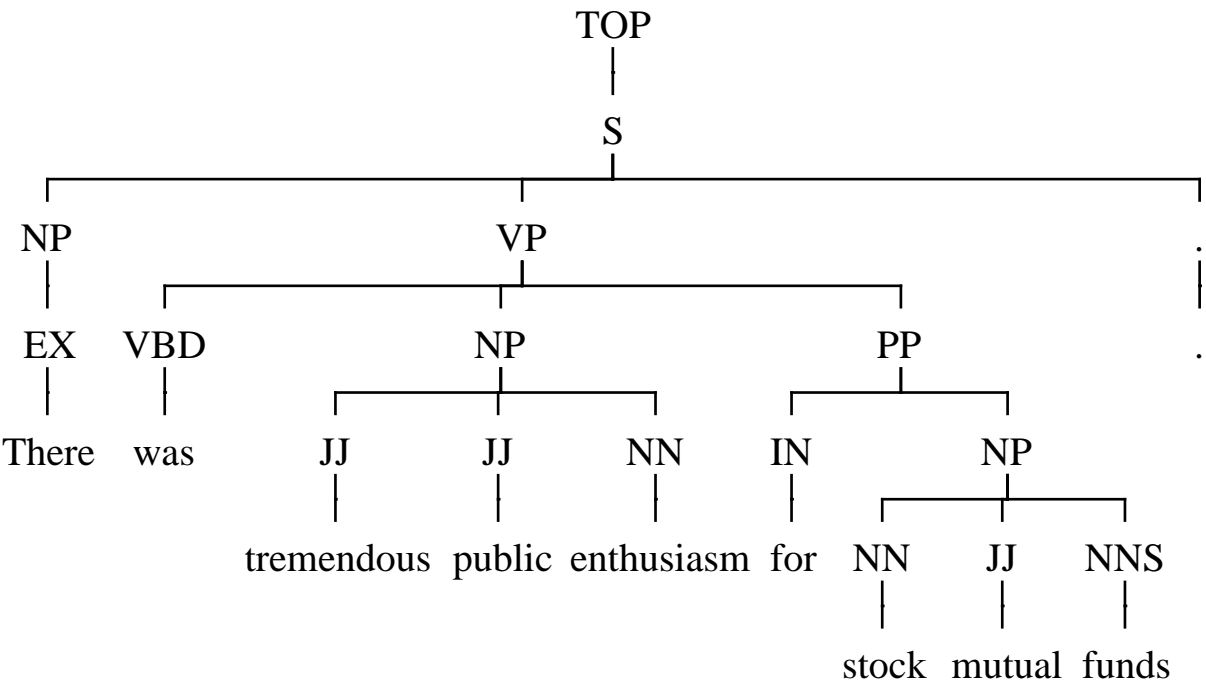 TOP
S
NP VP .
EX VBD NP PP .
There was JJ JJ NN IN NP
tremendous public enthusiasm for NN JJ NNS
stock mutual funds